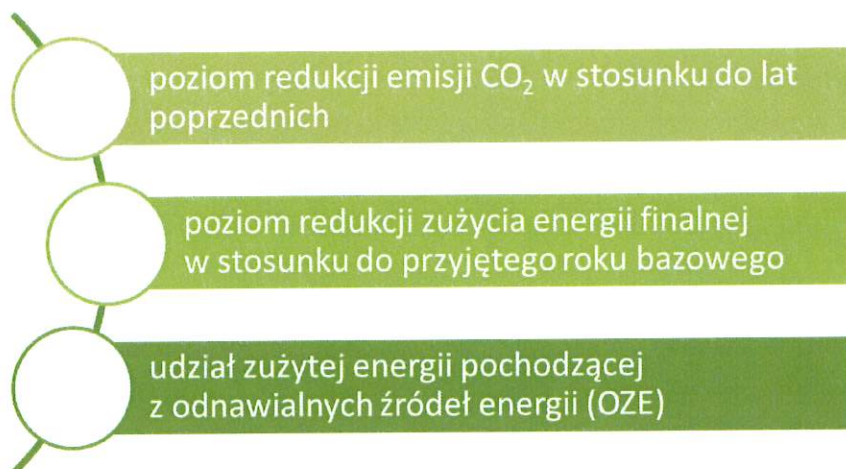 poziom redukcji emisji CO₂ w stosunku do lat
poprzednich
poziom redukcji zużycia energii finalnej
w stosunku do przyjętego roku bazowego
udział zużytej energii pochodzącej
z odnawialnych źródeł energii (OZE)